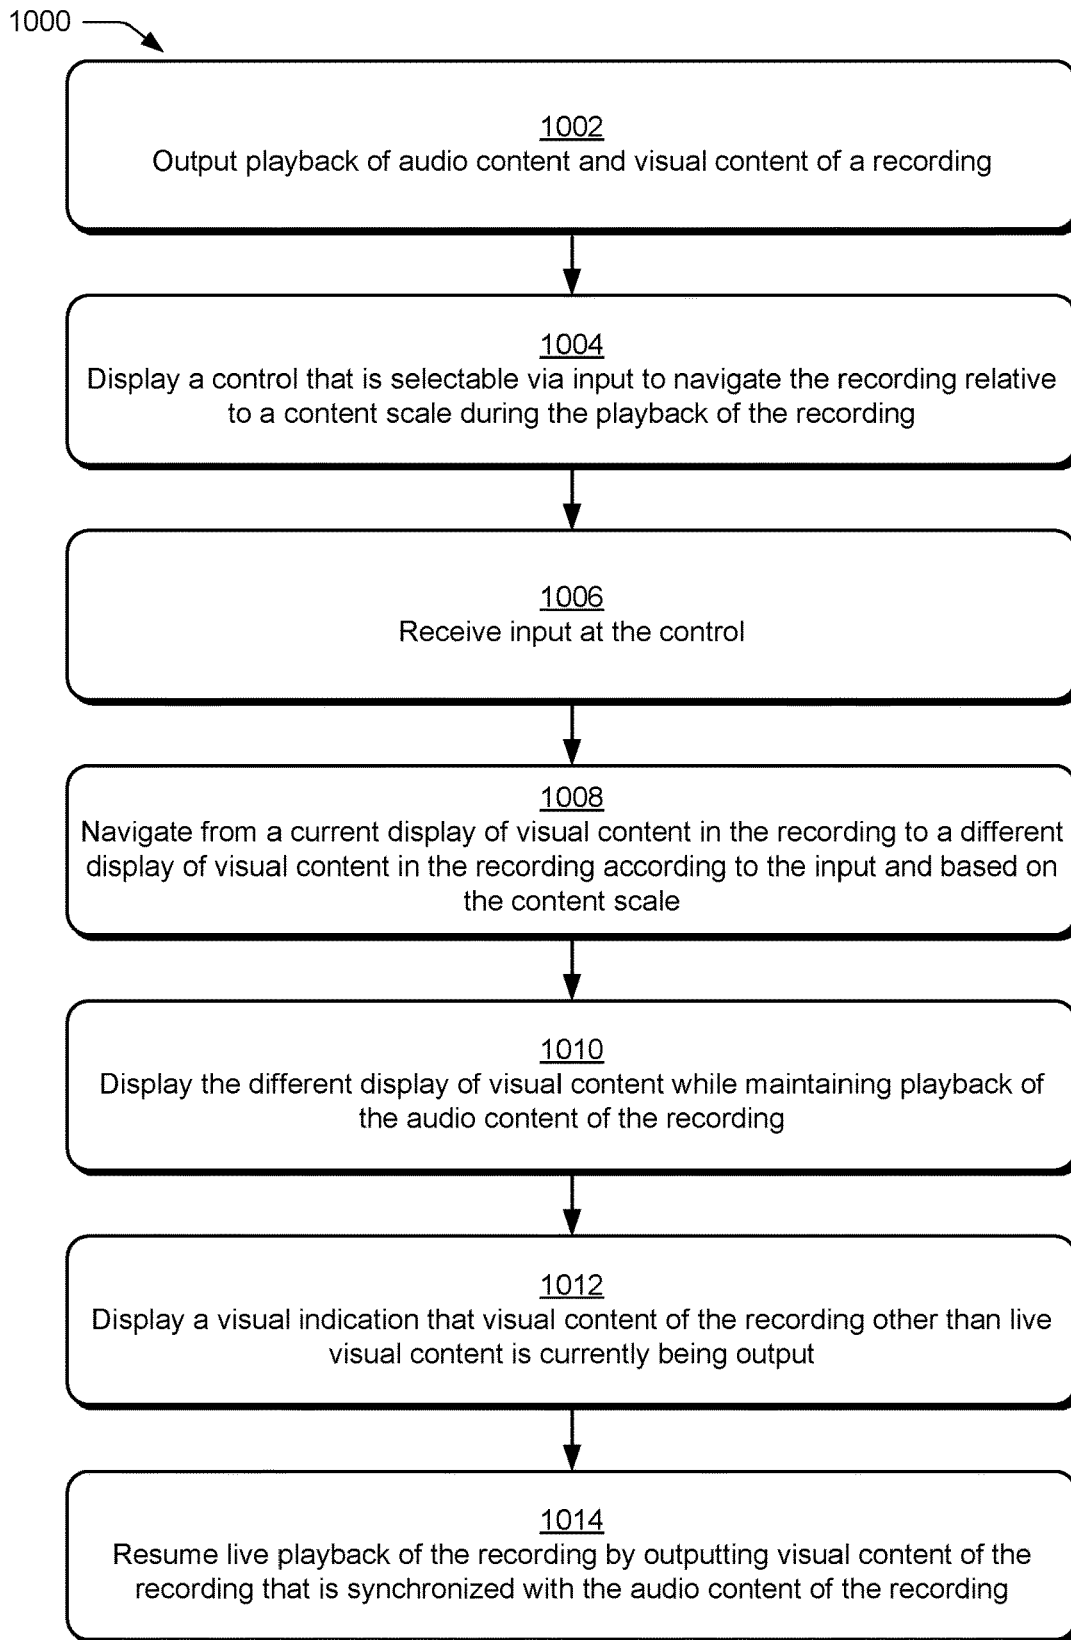 1000
1002
Output playback of audio content and visual content of a recording
1004
Display a control that is selectable via input to navigate the recording relative
to a content scale during the playback of the recording
1006
Receive input at the control
1008
Navigate from a current display of visual content in the recording to a different
display of visual content in the recording according to the input and based on
the content scale
1010
Display the different display of visual content while maintaining playback of
the audio content of the recording
1012
Display a visual indication that visual content of the recording other than live
visual content is currently being output
1014
Resume live playback of the recording by outputting visual content of the
recording that is synchronized with the audio content of the recording